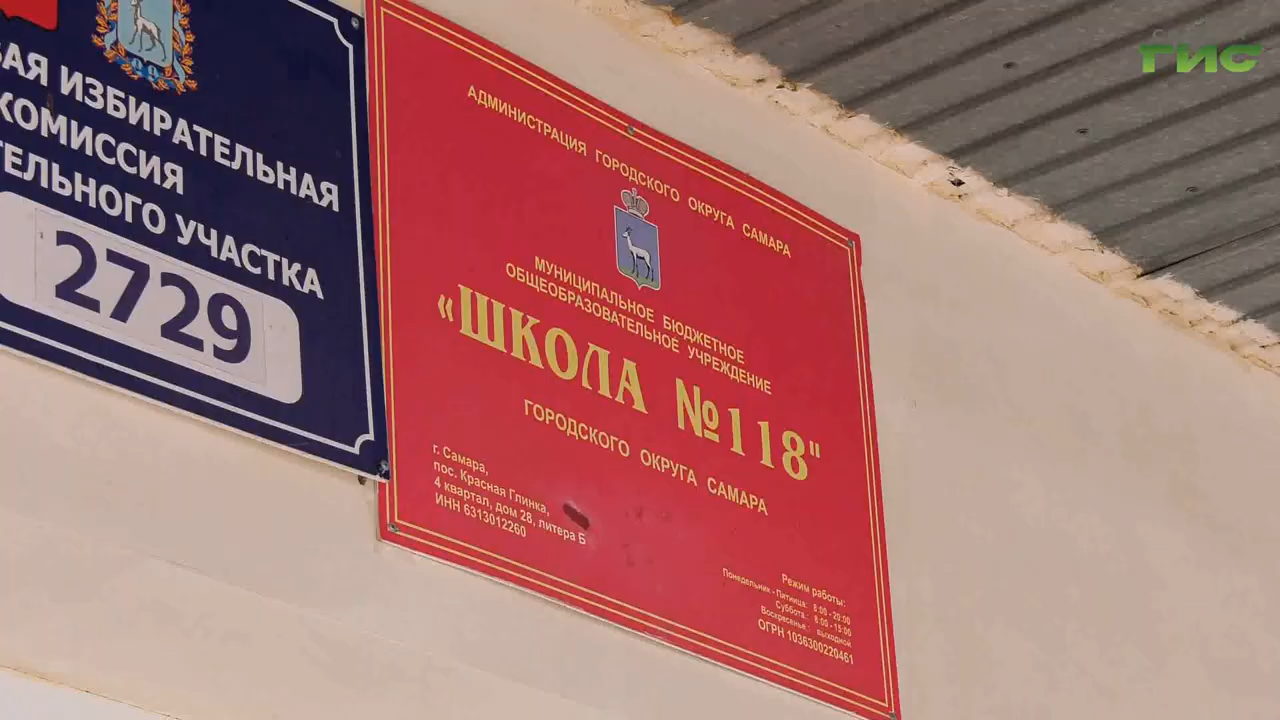 ВАЯ ИЗБИРАТЕЛЬНАЯ
КОМИССИЯ
ТЕЛЬНОГО УЧАСТКА
2729
АДМИНИСТРАЦИЯ ГОРОДСКОГО ОКРУГА САМАРА
МУНИЦИПАЛЬНОЕ БЮДЖЕТНОЕ
ОБЩЕОБРАЗОВАТЕЛЬНОЕ УЧРЕЖДЕНИЕ
«ШКОЛА №118"
ГОРОДСКОГО ОКРУГА САМАРА
г. Самара,
пос. Красная Глинка,
4 квартал, дом 28, литера Б
ИНН 6313012260
Режим работы:
Понедельник - Пятница: 8:00 - 20:00
Суббота: 8:00 - 15:00
Воскресенье: выходной
ОГРН 1036300220461
ГИС